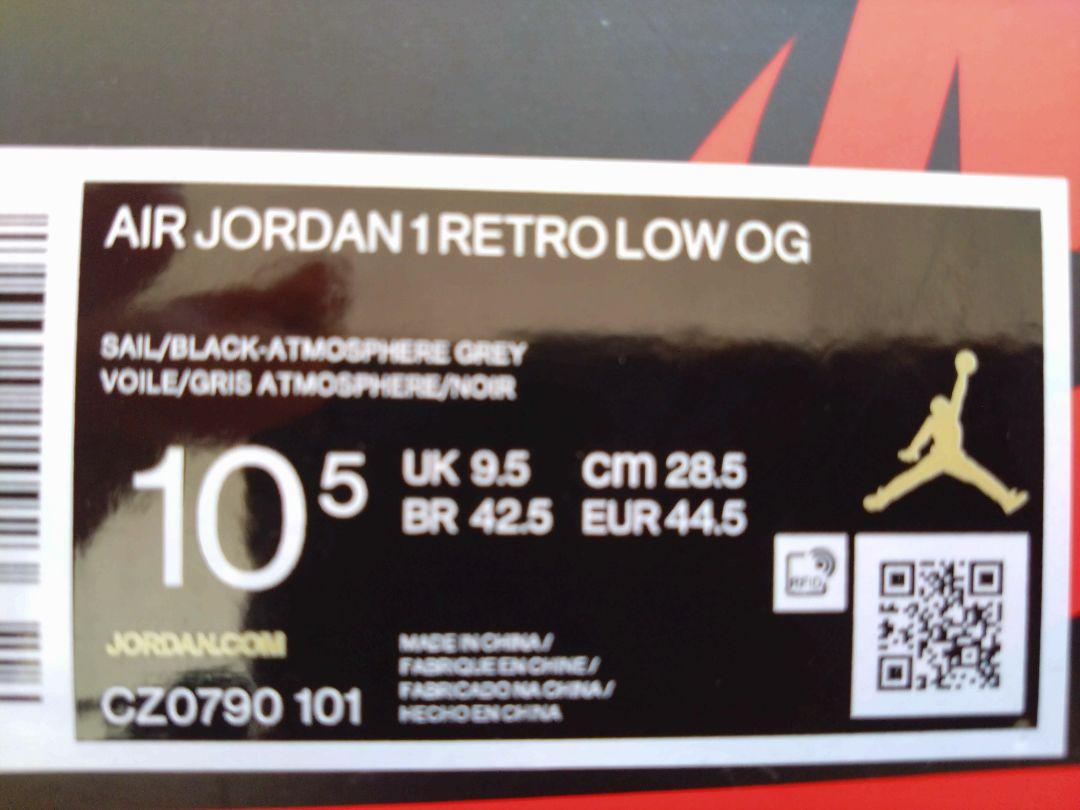 AIR JORDAN 1 RETRO LOW OG
SAIL/BLACK-ATMOSPHERE GREY
VOILE/GRIS ATMOSPHERE/NOIR
10 5
UK 9.5 cm 28.5
BR 42.5 EUR 44.5
RFID
JORDAN.COM
MADE IN CHINA/
FABRIQUE EN CHINE/
FABRICADO NA CHINA/
HECHO EN CHINA
CZ0790 101